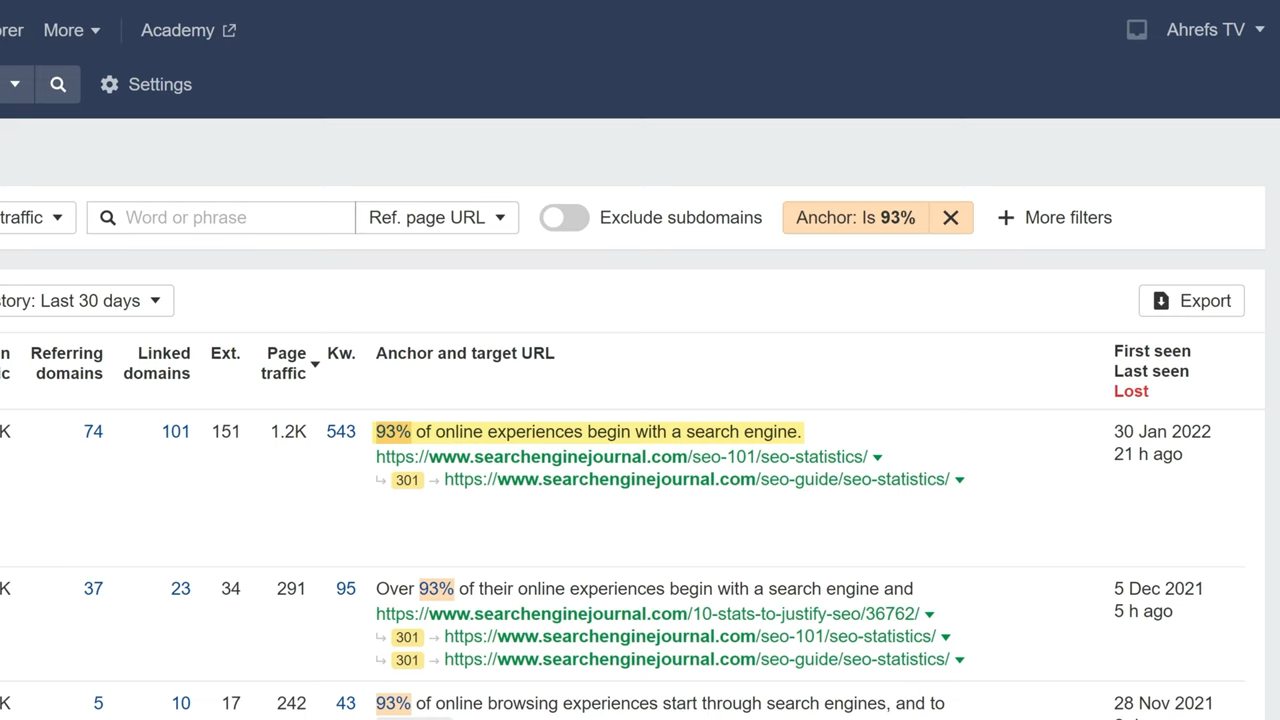 orer More Academy Ahrefs TV
Settings
traffic Word or phrase Ref. page URL Exclude subdomains Anchor: Is 93% More filters
story: Last 30 days Export
n Referring Linked Ext. Page Kw. Anchor and target URL First seen
c domains domains traffic Last seen
Lost
K 74 101 151 1.2K 543 93% of online experiences begin with a search engine. 30 Jan 2022
https://www.searchenginejournal.com/seo-101/seo-statistics/ 21 h ago
301 → https://www.searchenginejournal.com/seo-guide/seo-statistics/
K 37 23 34 291 95 Over 93% of their online experiences begin with a search engine and 5 Dec 2021
https://www.searchenginejournal.com/10-stats-to-justify-seo/36762/ 5 h ago
301 → https://www.searchenginejournal.com/seo-101/seo-statistics/
301 → https://www.searchenginejournal.com/seo-guide/seo-statistics/
K 5 10 17 242 43 93% of online browsing experiences start through search engines, and to 28 Nov 2021